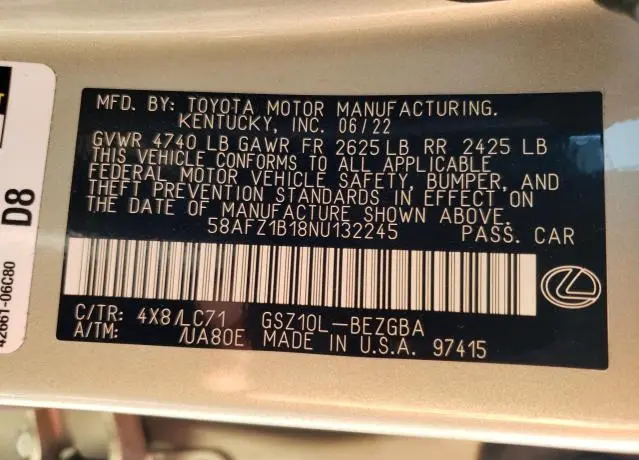 MFD. BY: TOYOTA MOTOR MANUFACTURING.
KENTUCKY, INC. 06/22
GVWR 4740 LB GAWR FR 2625 LB RR 2425 LB
THIS VEHICLE CONFORMS TO ALL APPLICABLE
FEDERAL MOTOR VEHICLE SAFETY, BUMPER, AND
THEFT PREVENTION STANDARDS IN EFFECT ON
THE DATE OF MANUFACTURE SHOWN ABOVE.
58AFZ1B18NU132245 PASS. CAR
C/TR: 4X8/LC71 GSZ10L-BEZGBA
A/TM: /UA80E MADE IN U.S.A. 97415
D8
42661-06C80